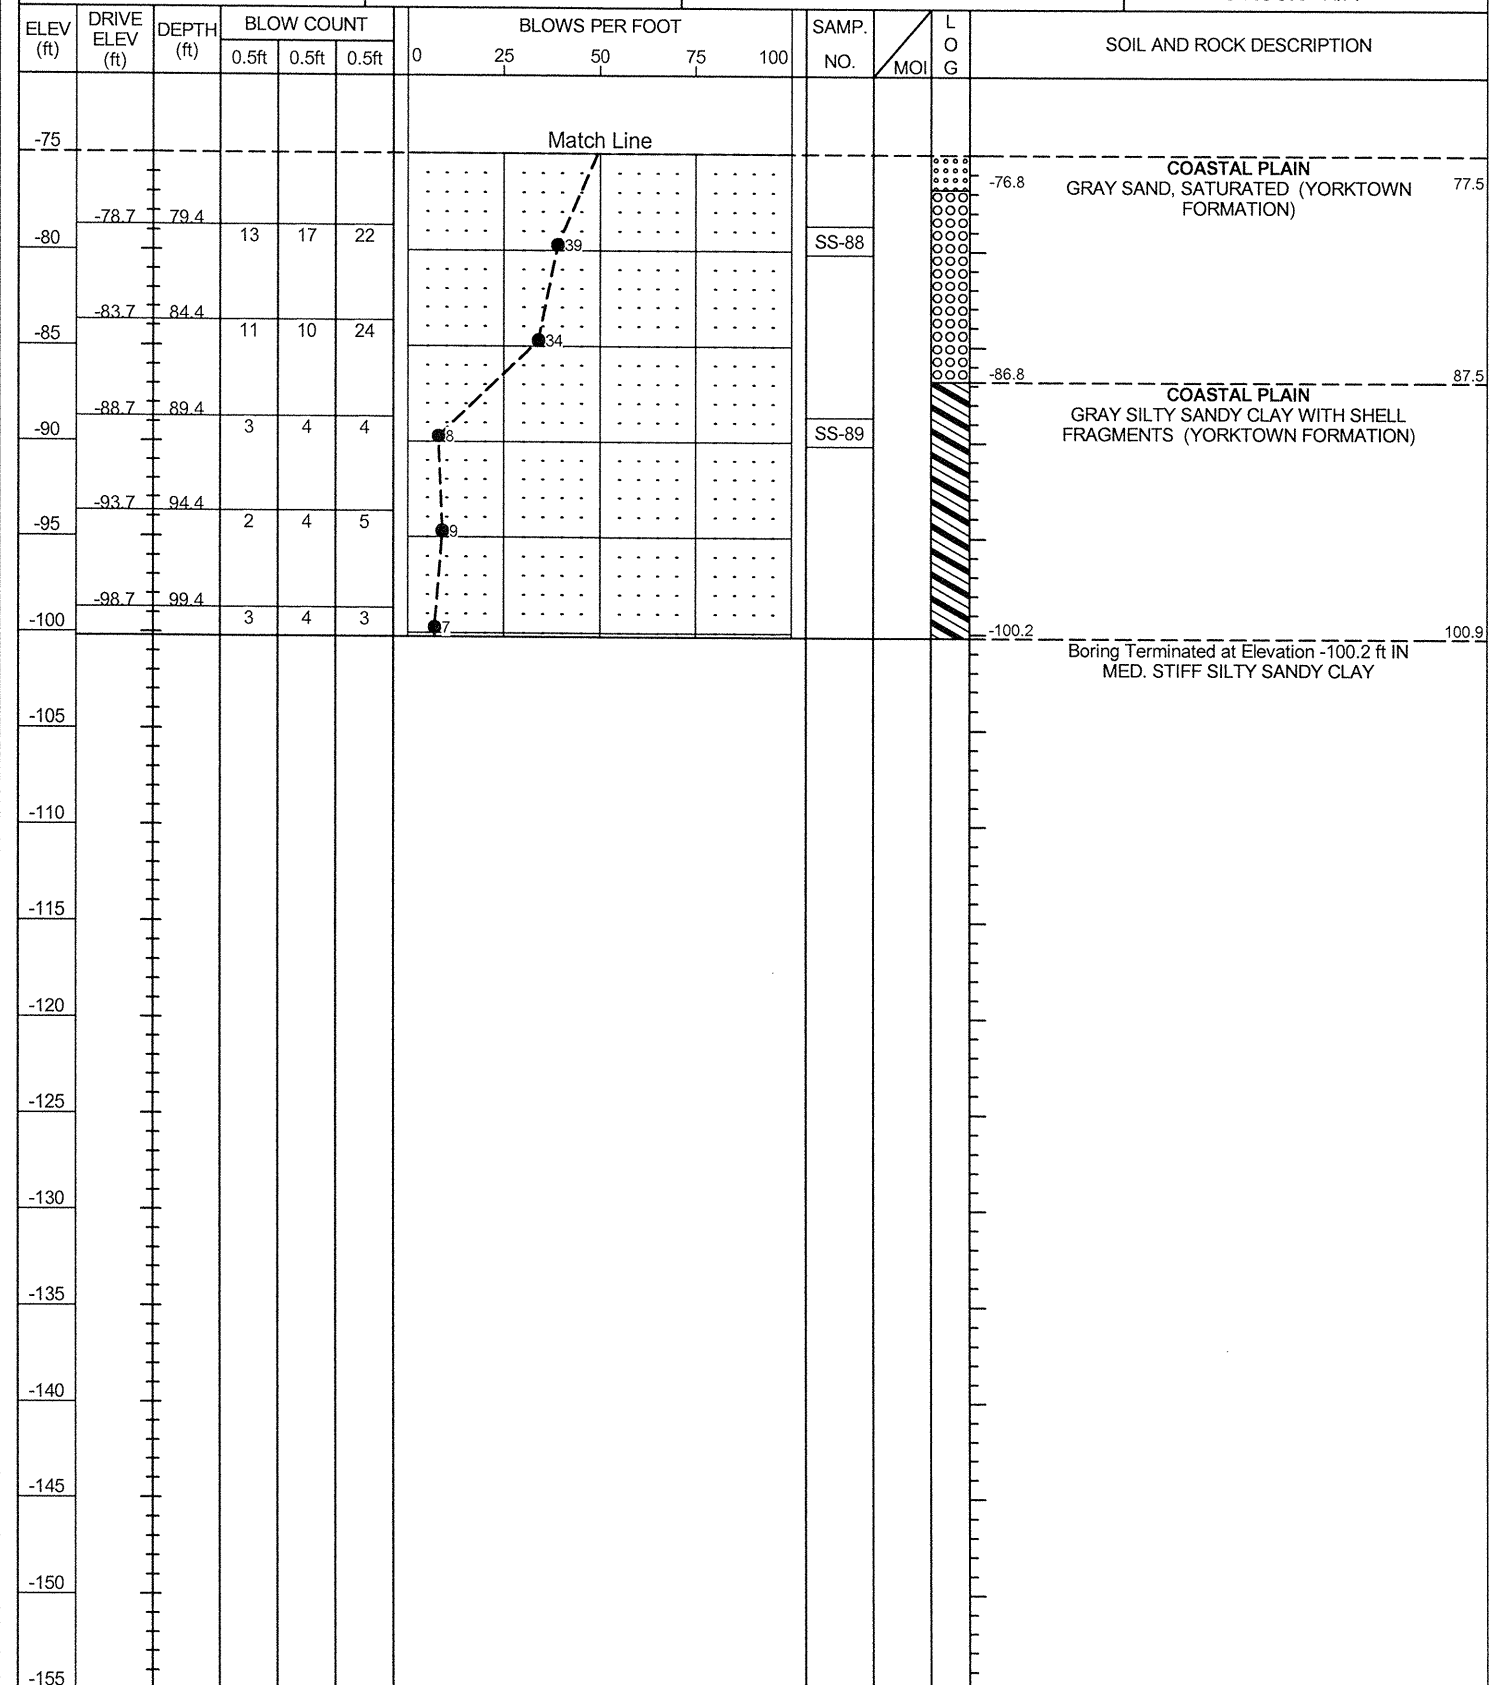 ELEV (ft) DRIVE ELEV (ft) DEPTH (ft) BLOW COUNT BLOWS PER FOOT SAMP. NO. MOI LOG SOIL AND ROCK DESCRIPTION
0.5ft 0.5ft 0.5ft 0 25 50 75 100
Match Line
-75
COASTAL PLAIN
-76.8 GRAY SAND, SATURATED (YORKTOWN 77.5
FORMATION)
-78.7 79.4
-80 13 17 22 39 SS-88
-83.7 84.4
-85 11 10 24 34
-86.8 87.5
COASTAL PLAIN
-88.7 89.4 GRAY SILTY SANDY CLAY WITH SHELL
-90 3 4 4 8 SS-89 FRAGMENTS (YORKTOWN FORMATION)
-93.7 94.4
-95 2 4 5 9
-98.7 99.4
-100 3 4 3 7
-100.2 100.9
Boring Terminated at Elevation -100.2 ft IN
MED. STIFF SILTY SANDY CLAY
-105
-110
-115
-120
-125
-130
-135
-140
-145
-150
-155